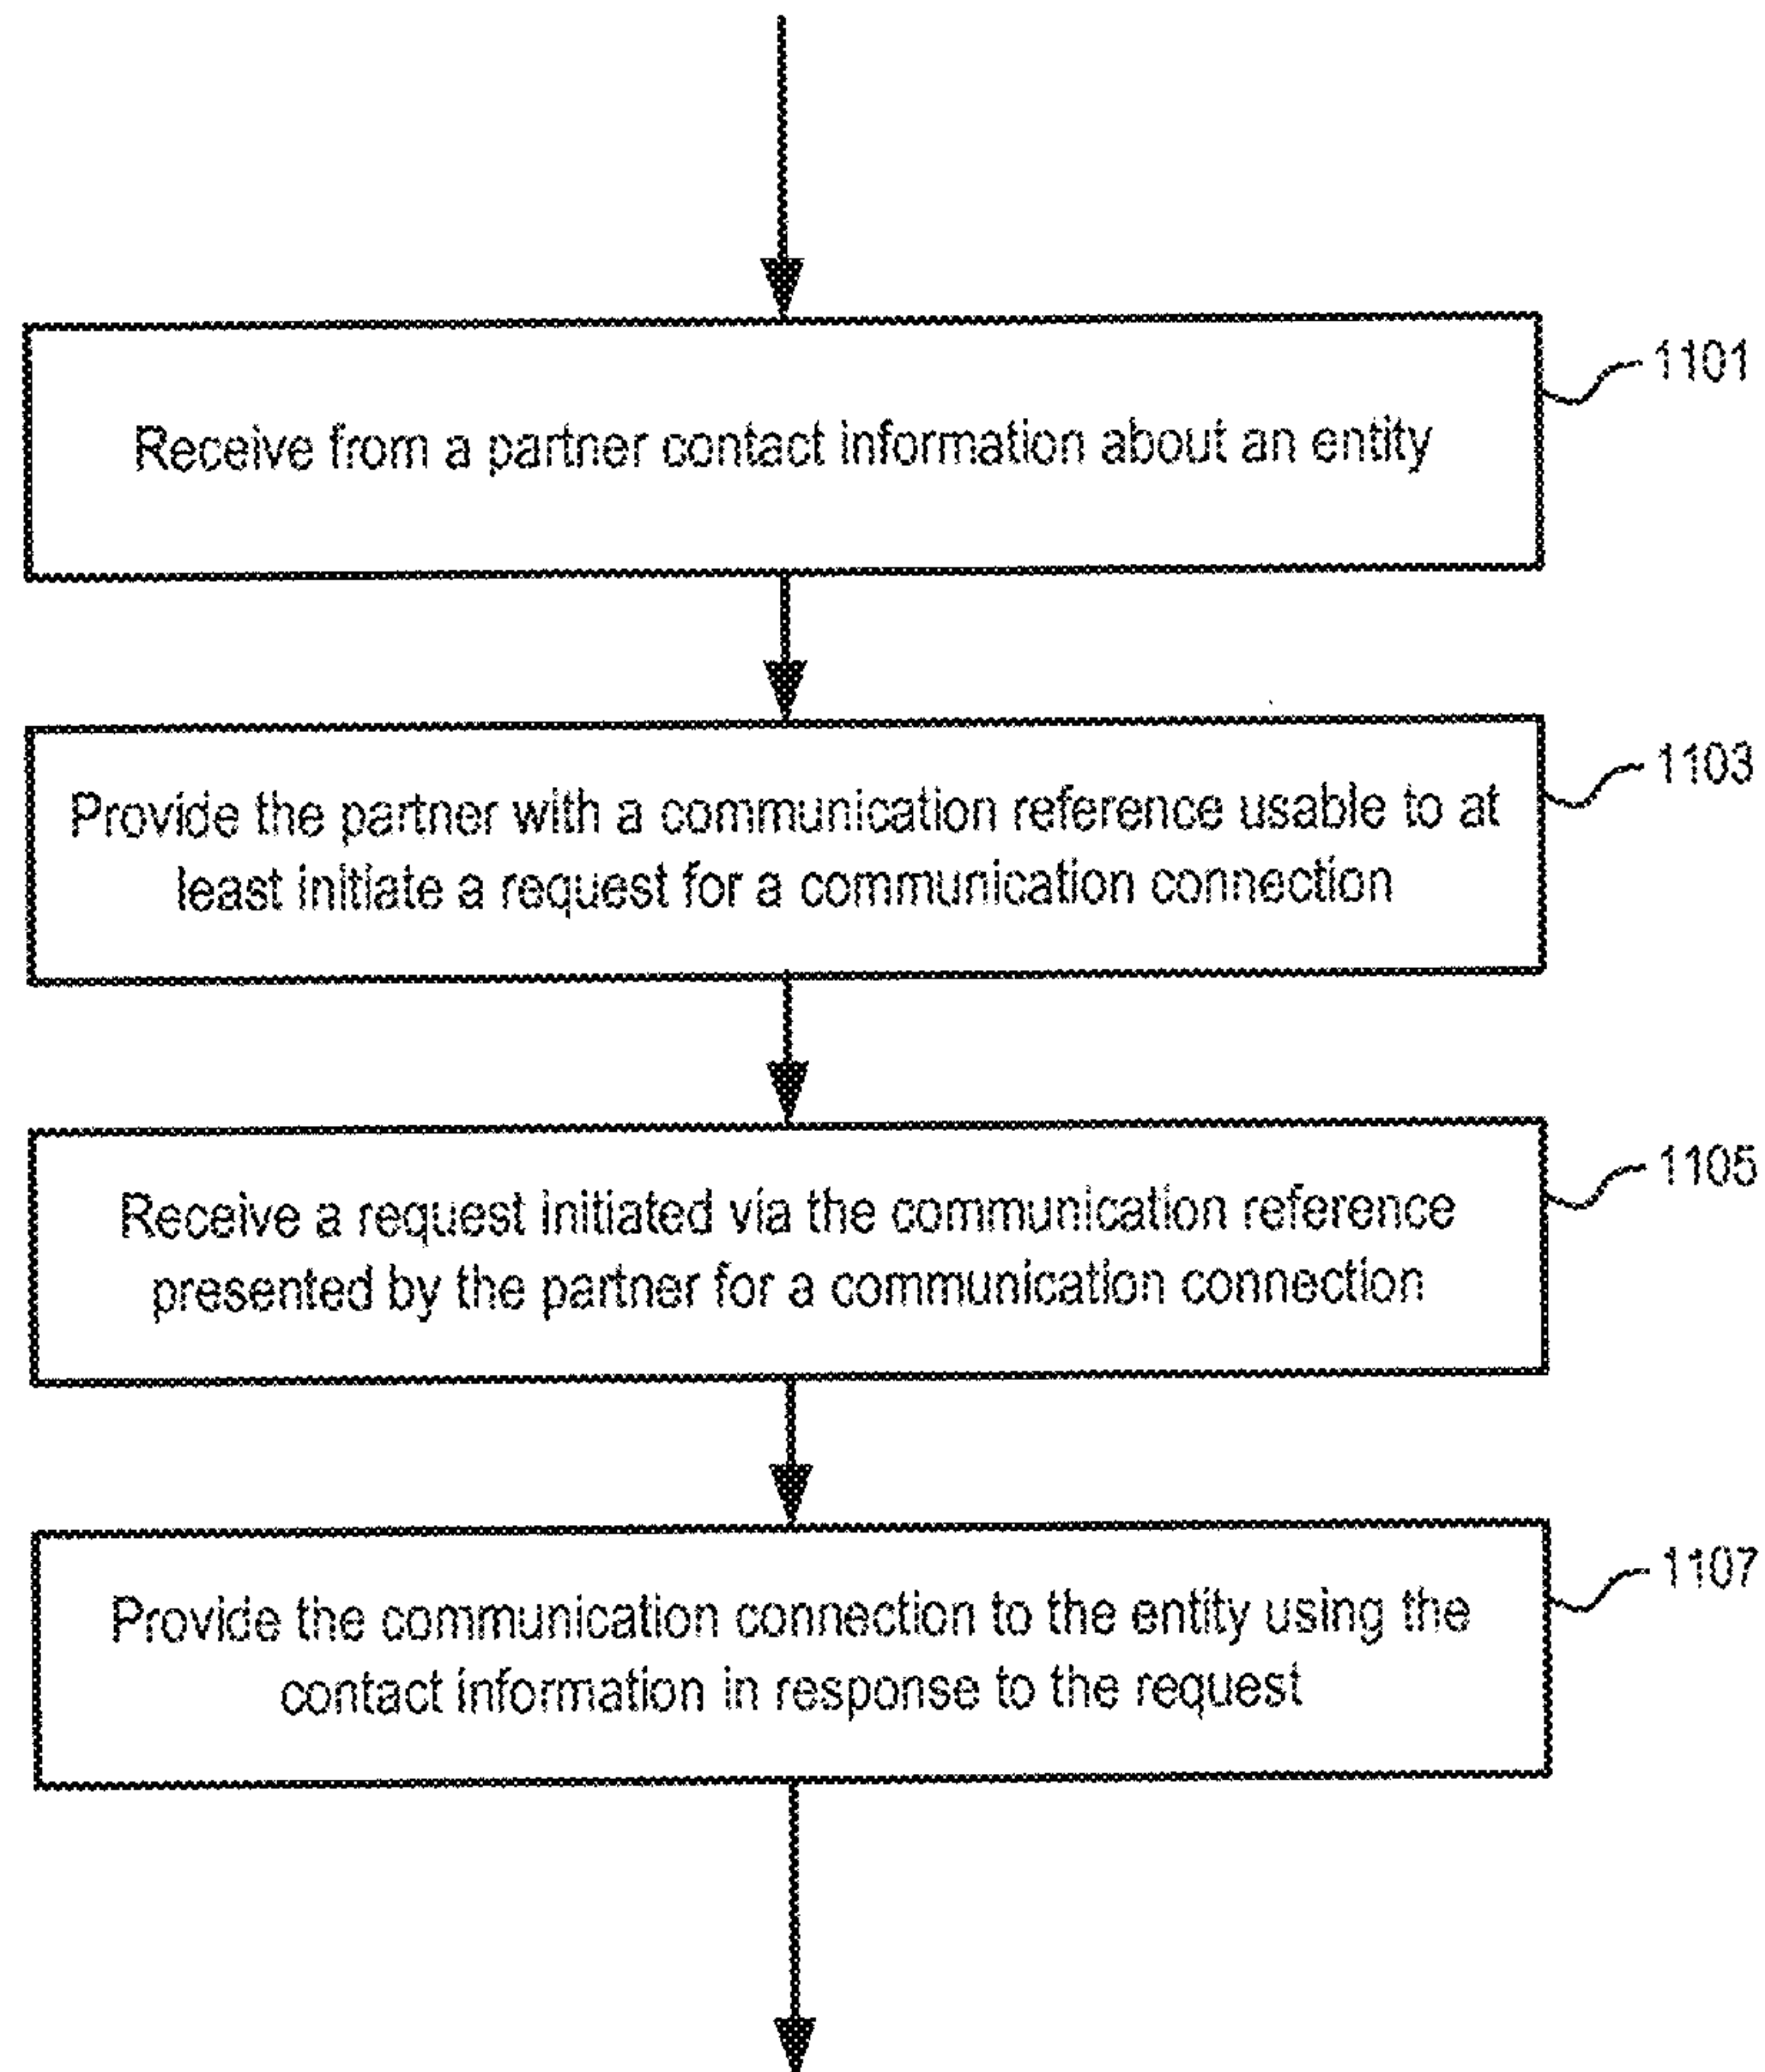 Receive from a partner contact information about an entity
1101
Provide the partner with a communication reference usable to at
least initiate a request for a communication connection
1103
Receive a request initiated via the communication reference
presented by the partner for a communication connection
1105
Provide the communication connection to the entity using the
contact information in response to the request
1107